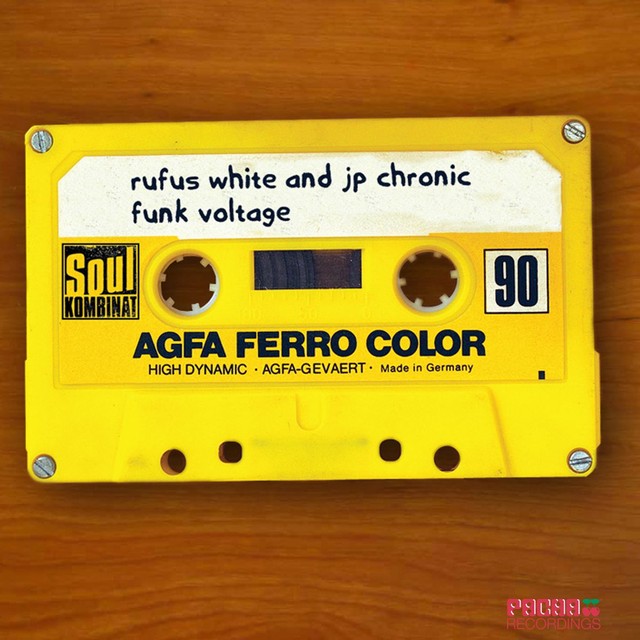 rufus white and jp chronic
funk voltage
Soul
KOMBINAT
90
AGFA FERRO COLOR
HIGH DYNAMIC · AGFA-GEVAERT · Made in Germany
PACHA
RECORDINGS